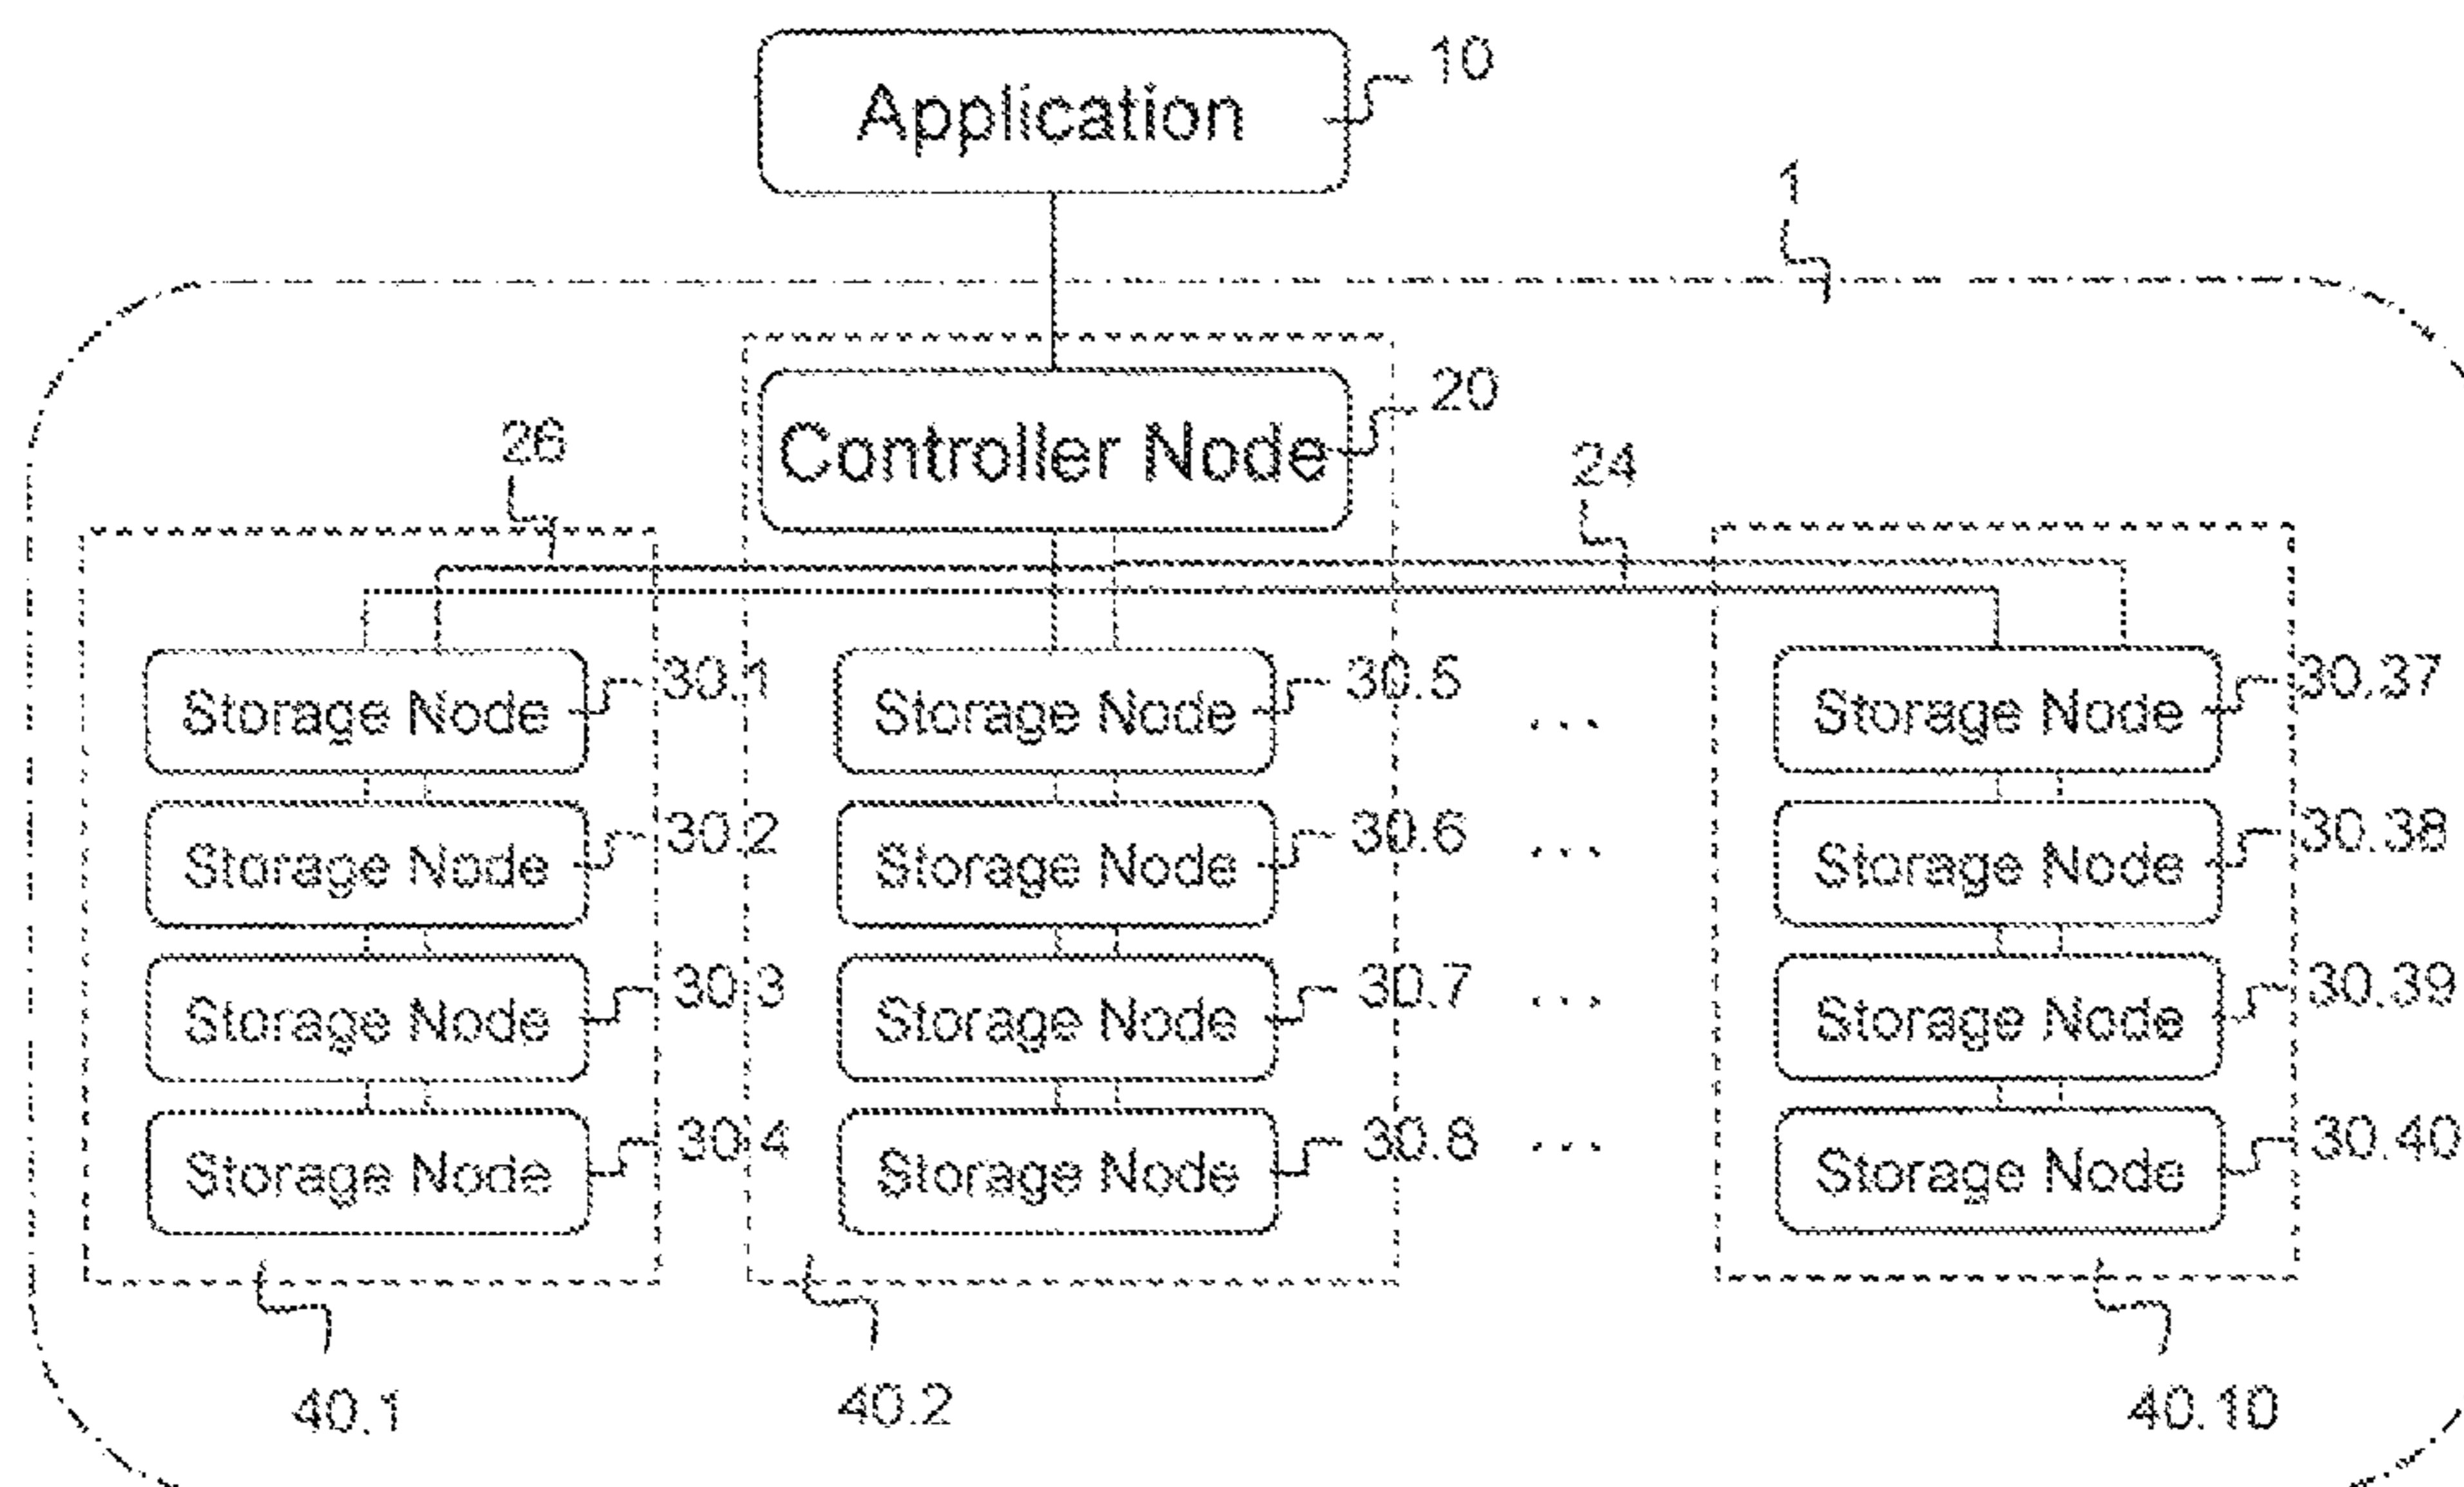 Application
10
1
Controller Node
20
26
24
Storage Node
30.1
Storage Node
30.5
...
Storage Node
30.37
Storage Node
30.2
Storage Node
30.6
...
Storage Node
30.38
Storage Node
30.3
Storage Node
30.7
...
Storage Node
30.39
Storage Node
30.4
Storage Node
30.8
...
Storage Node
30.40
40.1
40.2
40.10